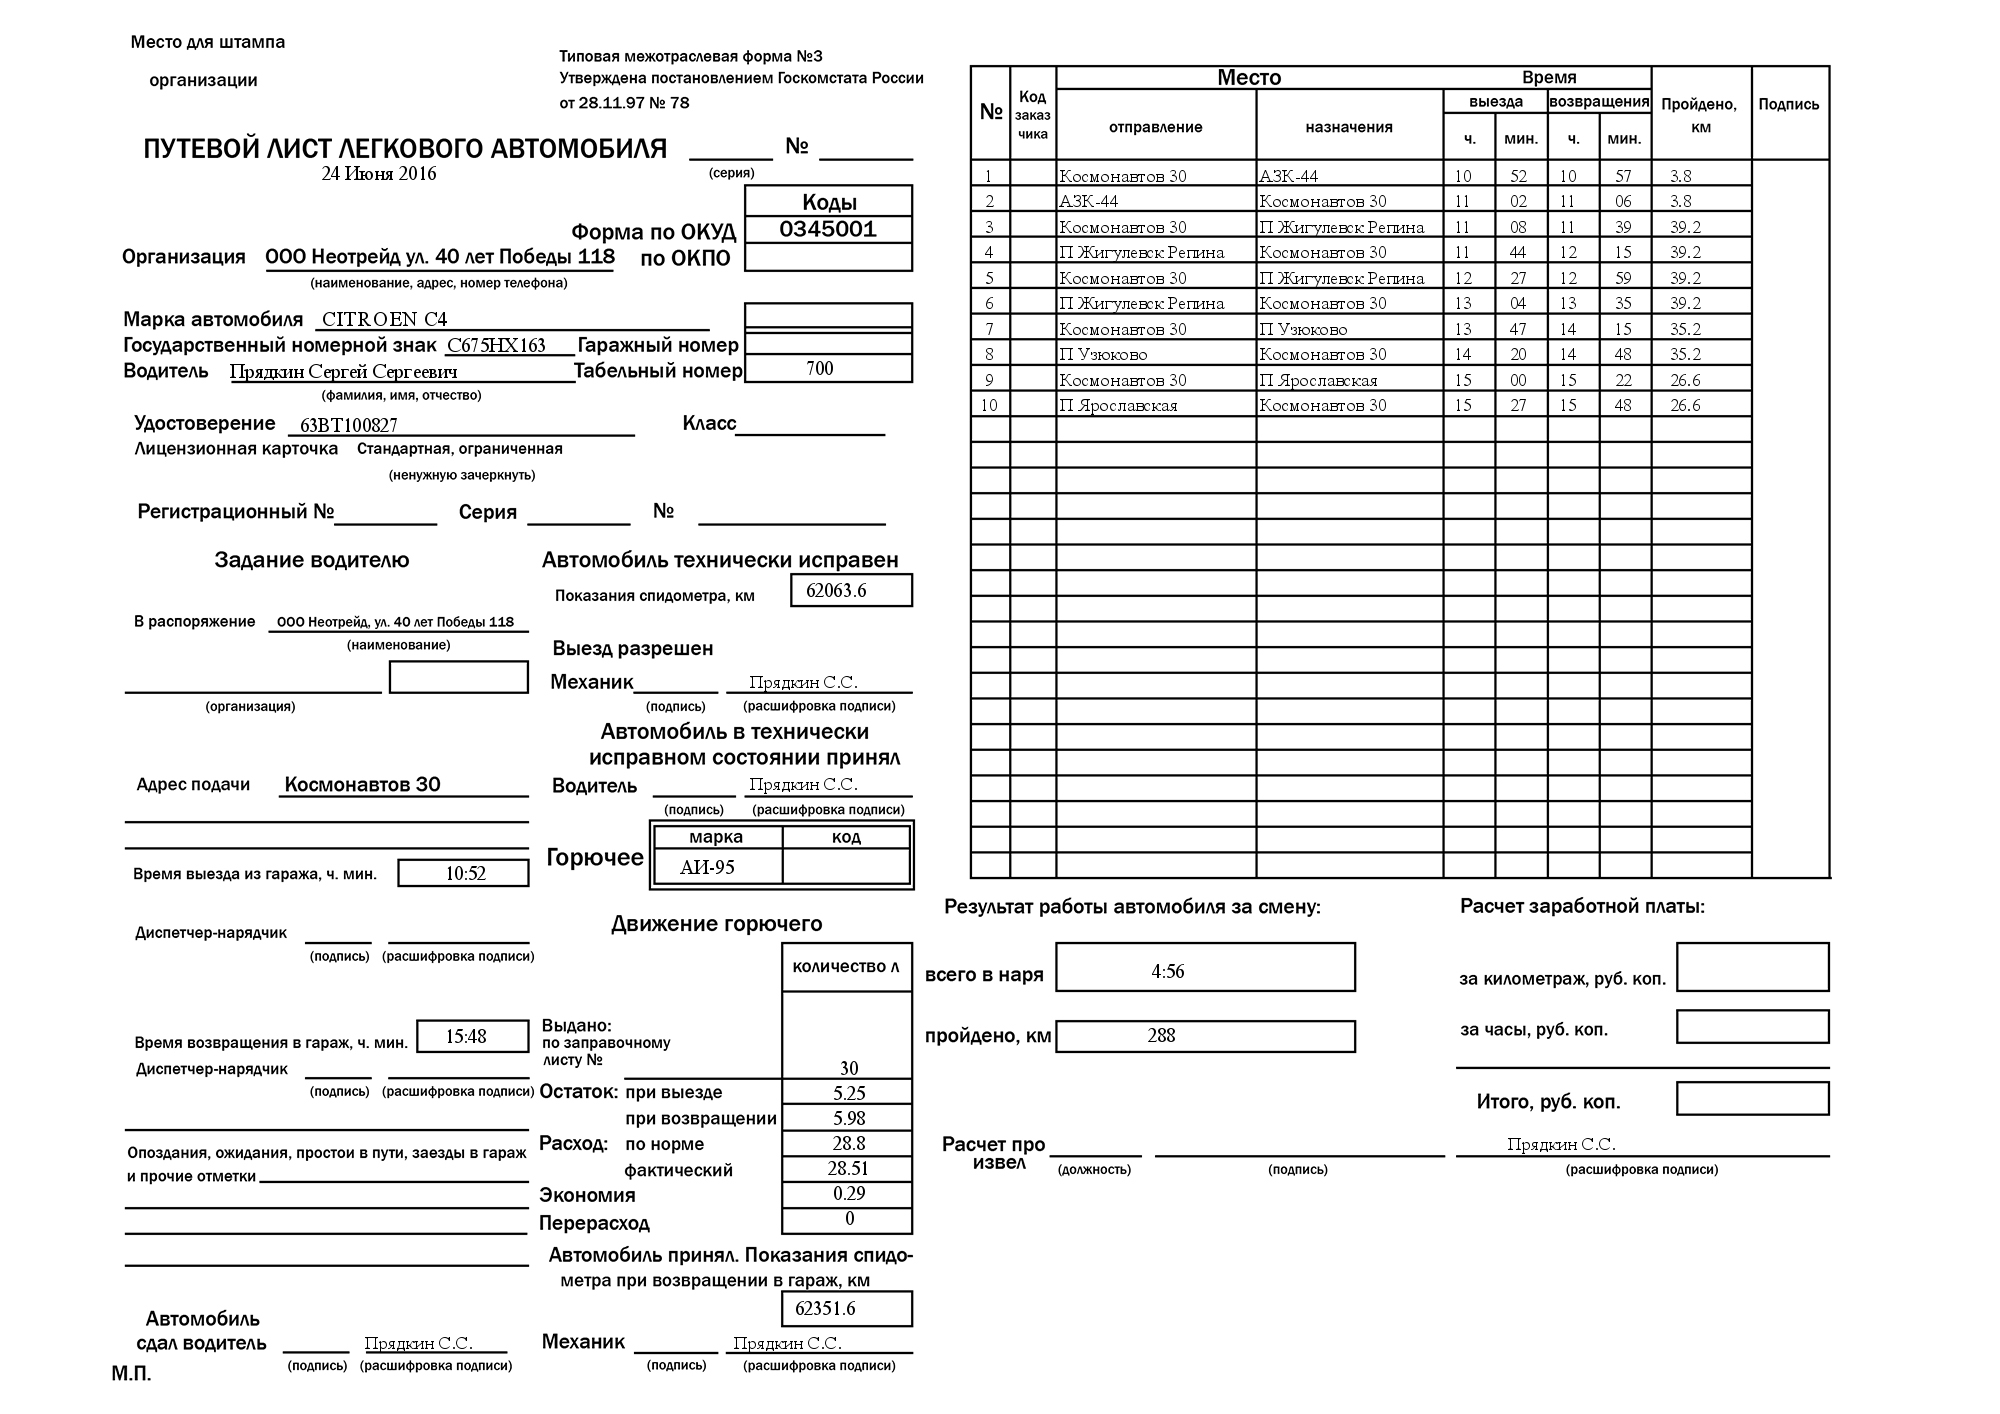 Место для штампа
организации
Типовая межотраслевая форма №3
Утверждена постановлением Госкомстата России
от 28.11.97 № 78
ПУТЕВОЙ ЛИСТ ЛЕГКОВОГО АВТОМОБИЛЯ №
24 Июня 2016
(серия)
Коды
Форма по ОКУД 0345001
Организация ООО Неотрейд ул. 40 лет Победы 118 по ОКПО
(наименование, адрес, номер телефона)
Марка автомобиля CITROEN C4
Государственный номерной знак С675НХ163 Гаражный номер
Водитель Прядкин Сергей Сергеевич Табельный номер 700
(фамилия, имя, отчество)
Удостоверение 63ВТ100827 Класс
Лицензионная карточка Стандартная, ограниченная
(ненужную зачеркнуть)
Регистрационный № Серия №
Задание водителю
В распоряжение ООО Неотрейд, ул. 40 лет Победы 118
(наименование)
(организация)
Адрес подачи Космонавтов 30
Время выезда из гаража, ч. мин. 10:52
Диспетчер-нарядчик
(подпись) (расшифровка подписи)
Время возвращения в гараж, ч. мин. 15:48
Диспетчер-нарядчик
(подпись) (расшифровка подписи)
Опоздания, ожидания, простои в пути, заезды в гараж
и прочие отметки
Автомобиль
сдал водитель Прядкин С.С.
(подпись) (расшифровка подписи)
М.П.
Автомобиль технически исправен
Показания спидометра, км 62063.6
Выезд разрешен
Механик Прядкин С.С.
(подпись) (расшифровка подписи)
Автомобиль в технически
исправном состоянии принял
Водитель Прядкин С.С.
(подпись) (расшифровка подписи)
марка код
Горючее АИ-95
Движение горючего
количество л
Выдано:
по заправочному
листу №
30
Остаток: при выезде 5.25
при возвращении 5.98
Расход: по норме 28.8
фактический 28.51
Экономия 0.29
Перерасход 0
Автомобиль принял. Показания спидо-
метра при возвращении в гараж, км
62351.6
Механик Прядкин С.С.
(подпись) (расшифровка подписи)
Место Время
№ Код заказ чика отправление назначения выезда возвращения Пройдено, км Подпись
ч. мин. ч. мин.
1 Космонавтов 30 АЗК-44 10 52 10 57 3.8
2 АЗК-44 Космонавтов 30 11 02 11 06 3.8
3 Космонавтов 30 П Жигулевск Репина 11 08 11 39 39.2
4 П Жигулевск Репина Космонавтов 30 11 44 12 15 39.2
5 Космонавтов 30 П Жигулевск Репина 12 27 12 59 39.2
6 П Жигулевск Репина Космонавтов 30 13 04 13 35 39.2
7 Космонавтов 30 П Узюково 13 47 14 15 35.2
8 П Узюково Космонавтов 30 14 20 14 48 35.2
9 Космонавтов 30 П Ярославская 15 00 15 22 26.6
10 П Ярославская Космонавтов 30 15 27 15 48 26.6
Результат работы автомобиля за смену:
всего в наря 4:56
пройдено, км 288
Расчет заработной платы:
за километраж, руб. коп.
за часы, руб. коп.
Итого, руб. коп.
Расчет про
извел
Прядкин С.С.
(должность) (подпись) (расшифровка подписи)